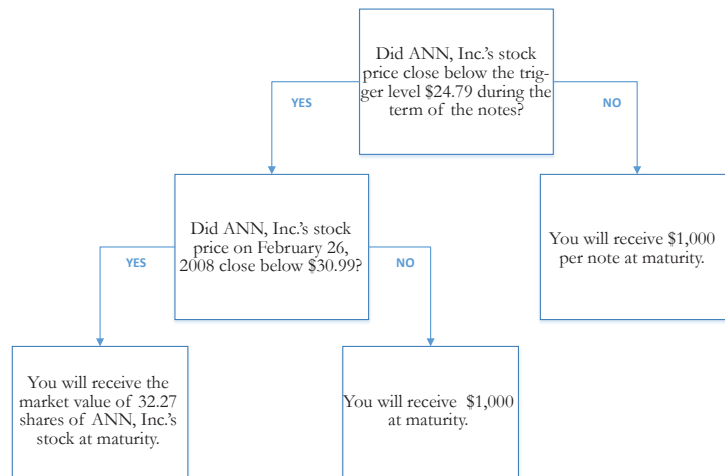 Did ANN, Inc.'s stock
price close below the trig-
ger level $24.79 during the
term of the notes?
YES
NO
Did ANN, Inc.'s stock
price on February 26,
2008 close below $30.99?
You will receive $1,000
per note at maturity.
YES
NO
You will receive the
market value of 32.27
shares of ANN, Inc.'s
stock at maturity.
You will receive $1,000
at maturity.